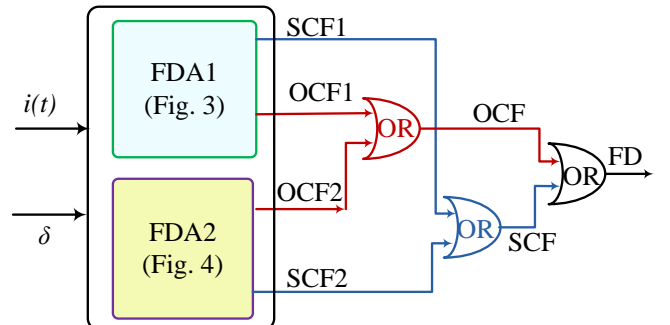 SCF1
FDA1
(Fig. 3)
i(t)
OCF1
OR
OCF
FD
OR
OCF2
FDA2
(Fig. 4)
δ
OR
SCF
SCF2